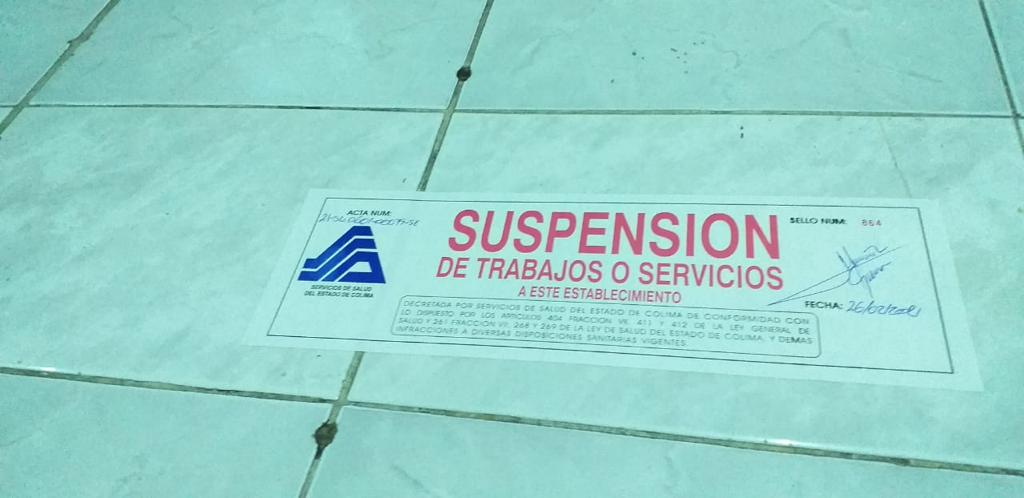 ACTA NUM:
SUSPENSION
DE TRABAJOS O SERVICIOS
A ESTE ESTABLECIMIENTO
SELLO NUM: 864
SERVICIOS DE SALUD
DEL ESTADO DE COLIMA
FECHA: 26/02/2021
DECRETADA POR SERVICIOS DE SALUD DEL ESTADO DE COLIMA DE CONFORMIDAD CON
LO DISPUESTO POR LOS ARTICULOS 404 FRACCION VII, 411 Y 412 DE LA LEY GENERAL DE
SALUD Y 261 FRACCION VII, 268 Y 269 DE LA LEY DE SALUD DEL ESTADO DE COLIMA, Y DEMAS
INFRACCIONES A DIVERSAS DISPOSICIONES SANITARIAS VIGENTES.